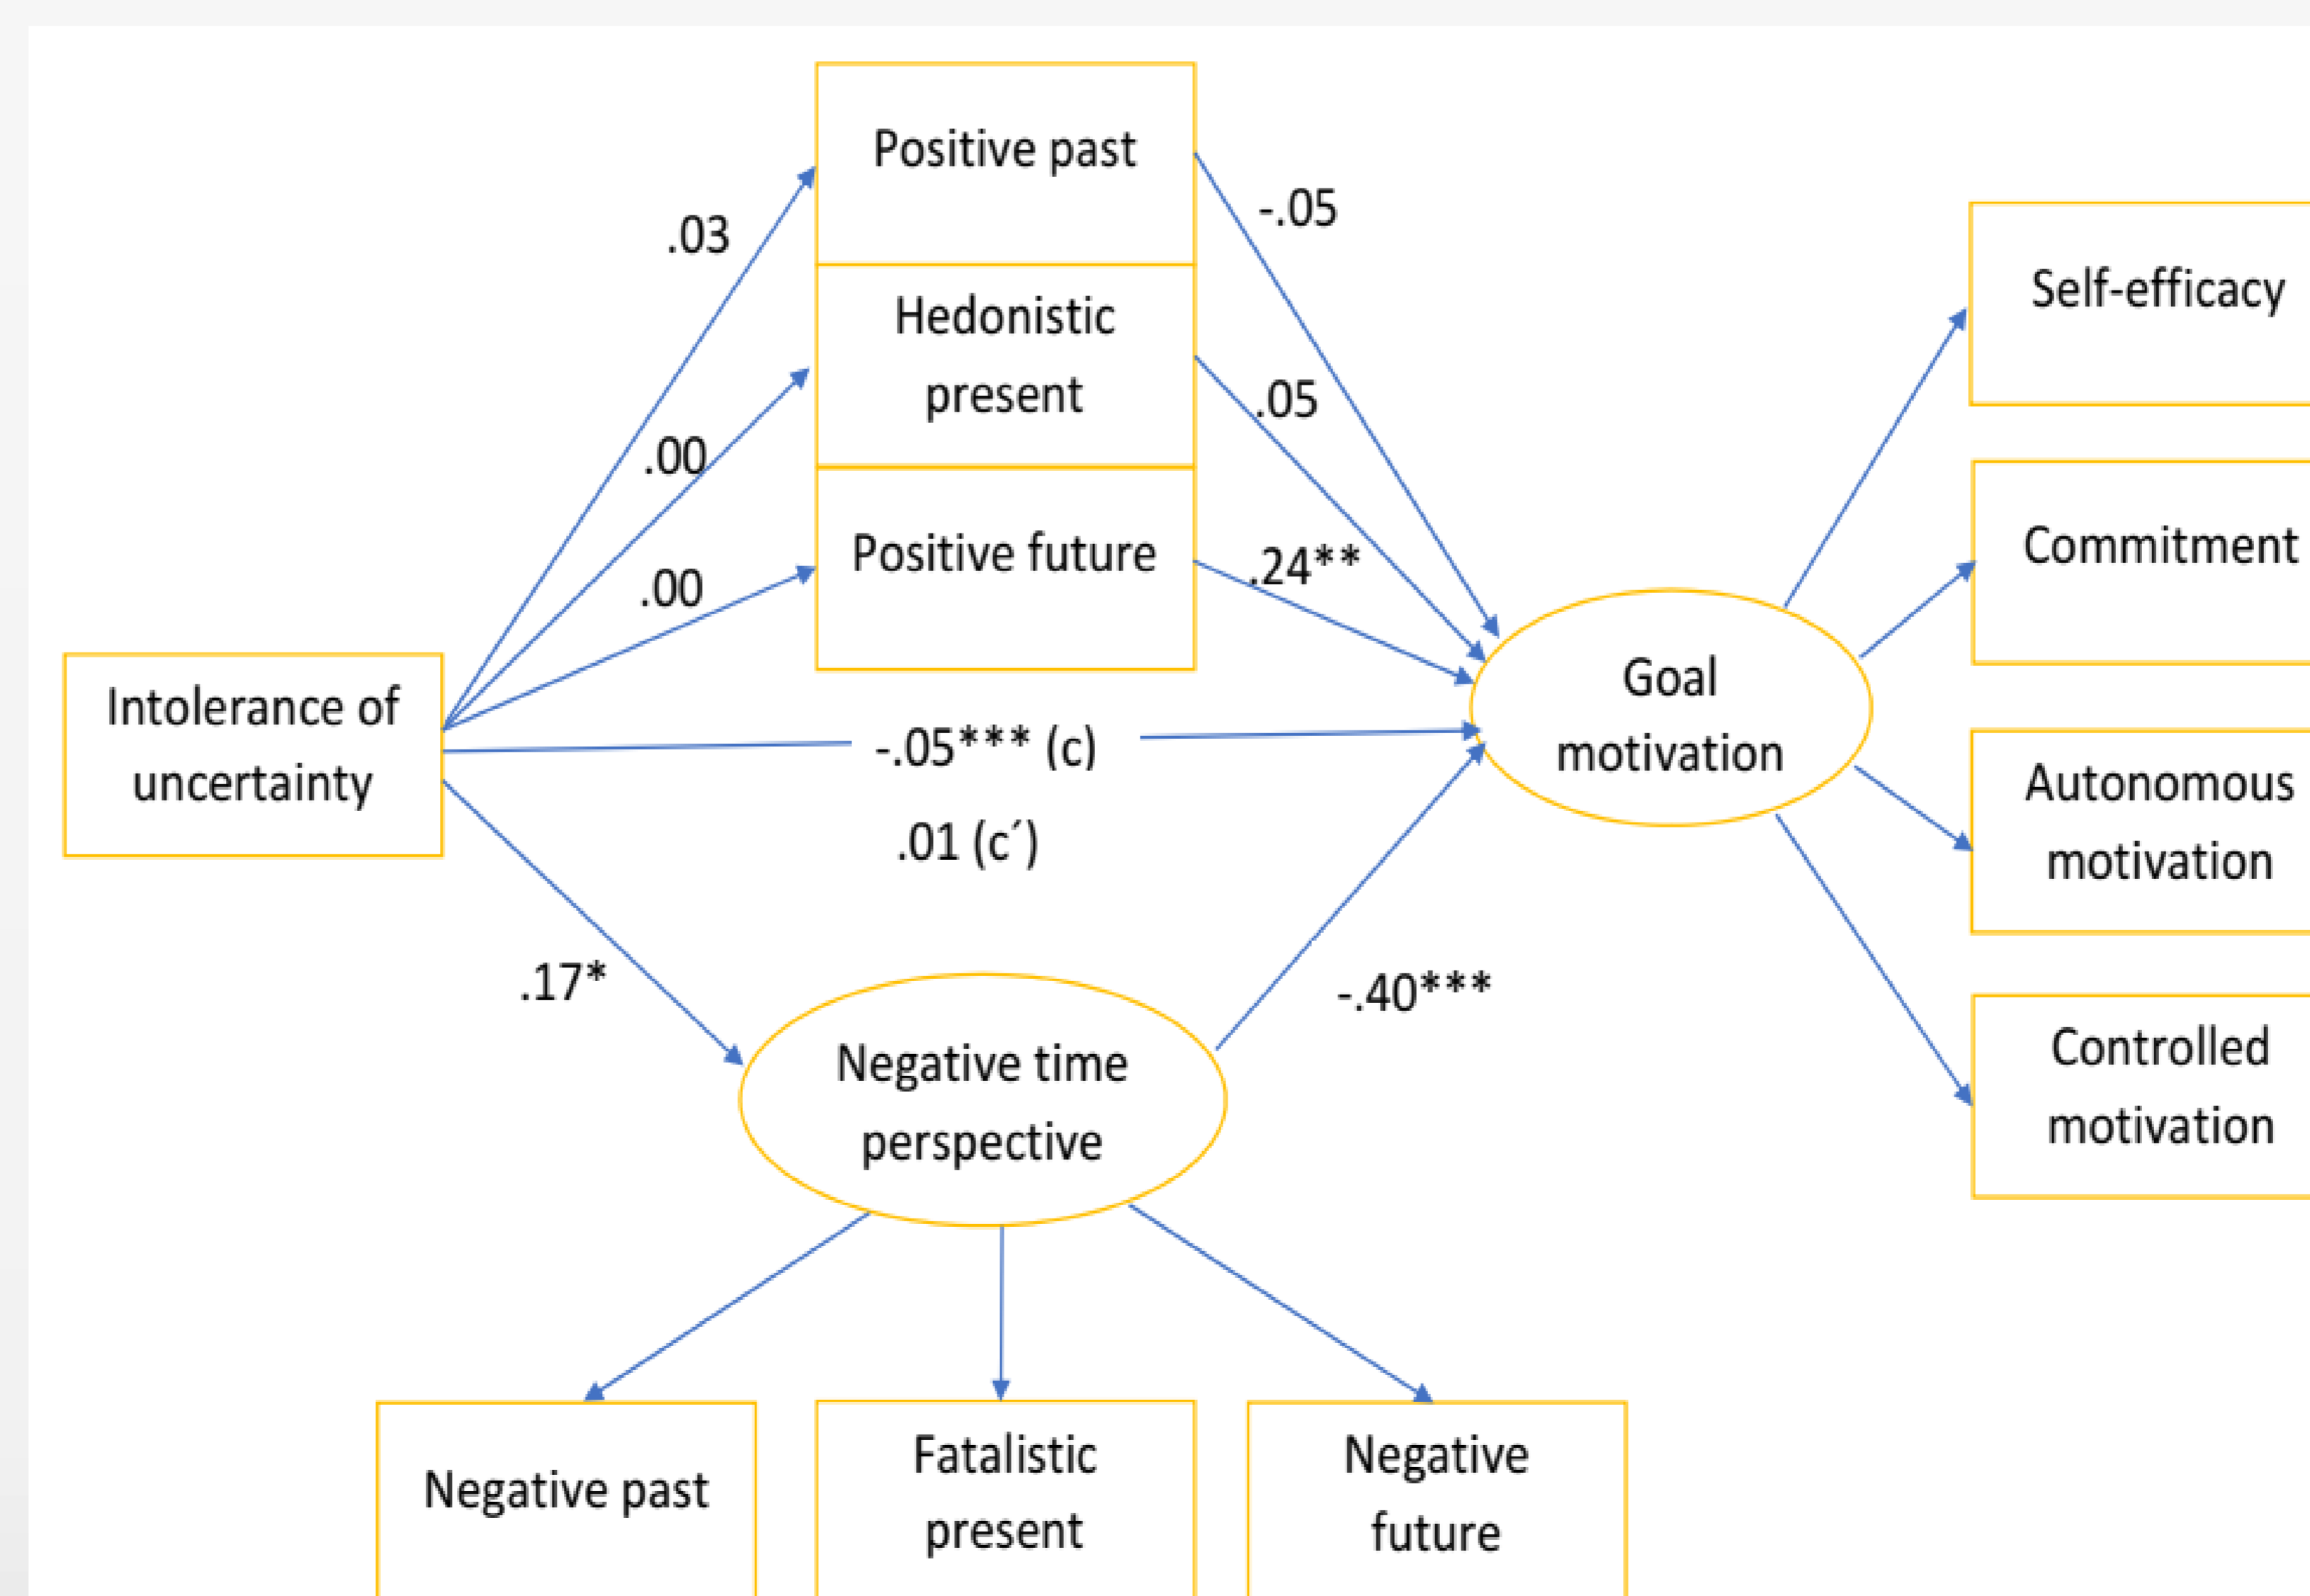 Positive past
-.05
.03
Self-efficacy
Hedonistic
present
.05
.00
Commitment
Positive future
.24**
.00
Goal
motivation
Intolerance of
uncertainty
-.05*** (c)
.01 (c´)
Autonomous
motivation
.17*
-.40***
Negative time
perspective
Controlled
motivation
Negative past
Fatalistic
present
Negative
future